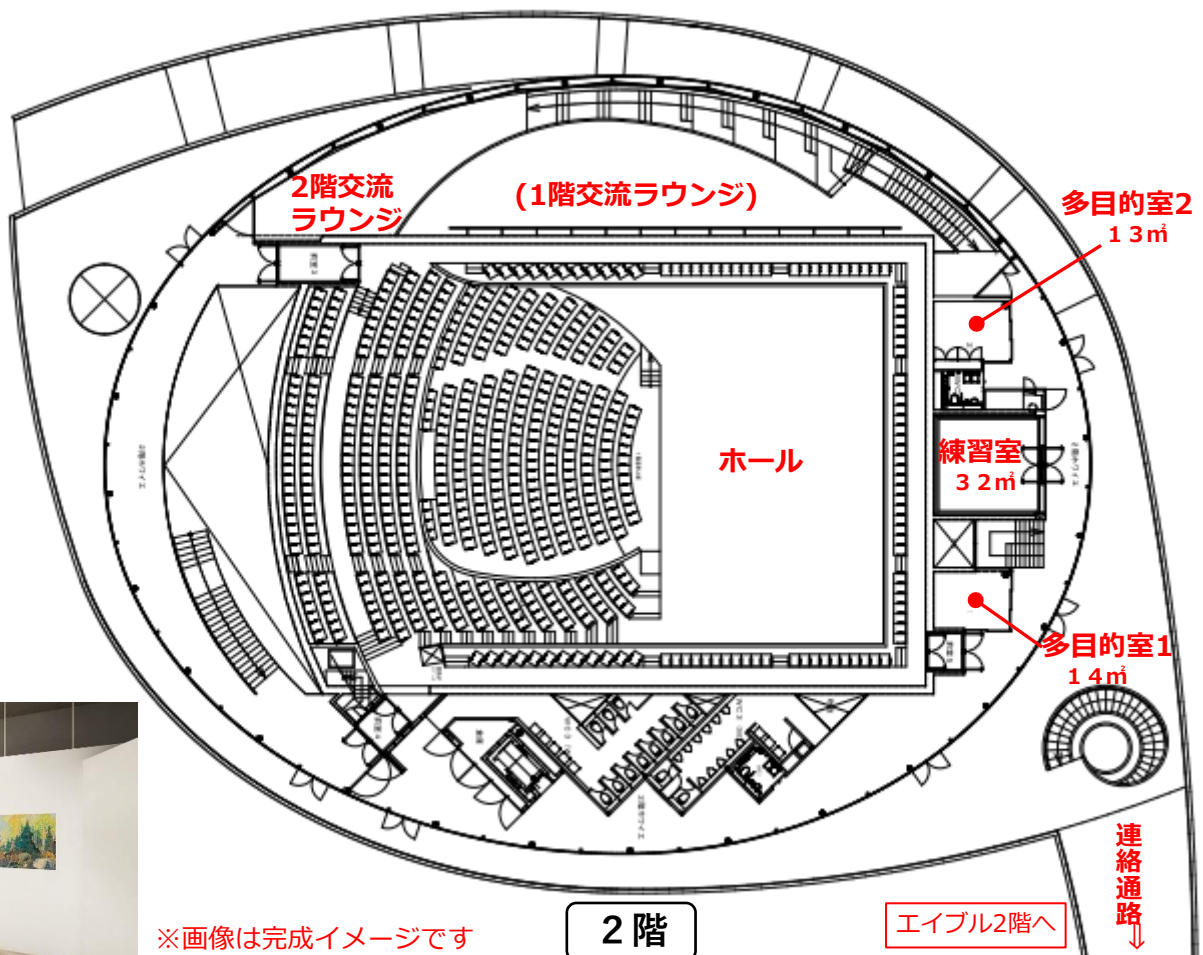 2階交流
ラウンジ
(1階交流ラウンジ)
多目的室2
13㎡
ホール
練習室
32㎡
多目的室1
14㎡
連絡通路⇓
※画像は完成イメージです
2階
エイブル2階へ